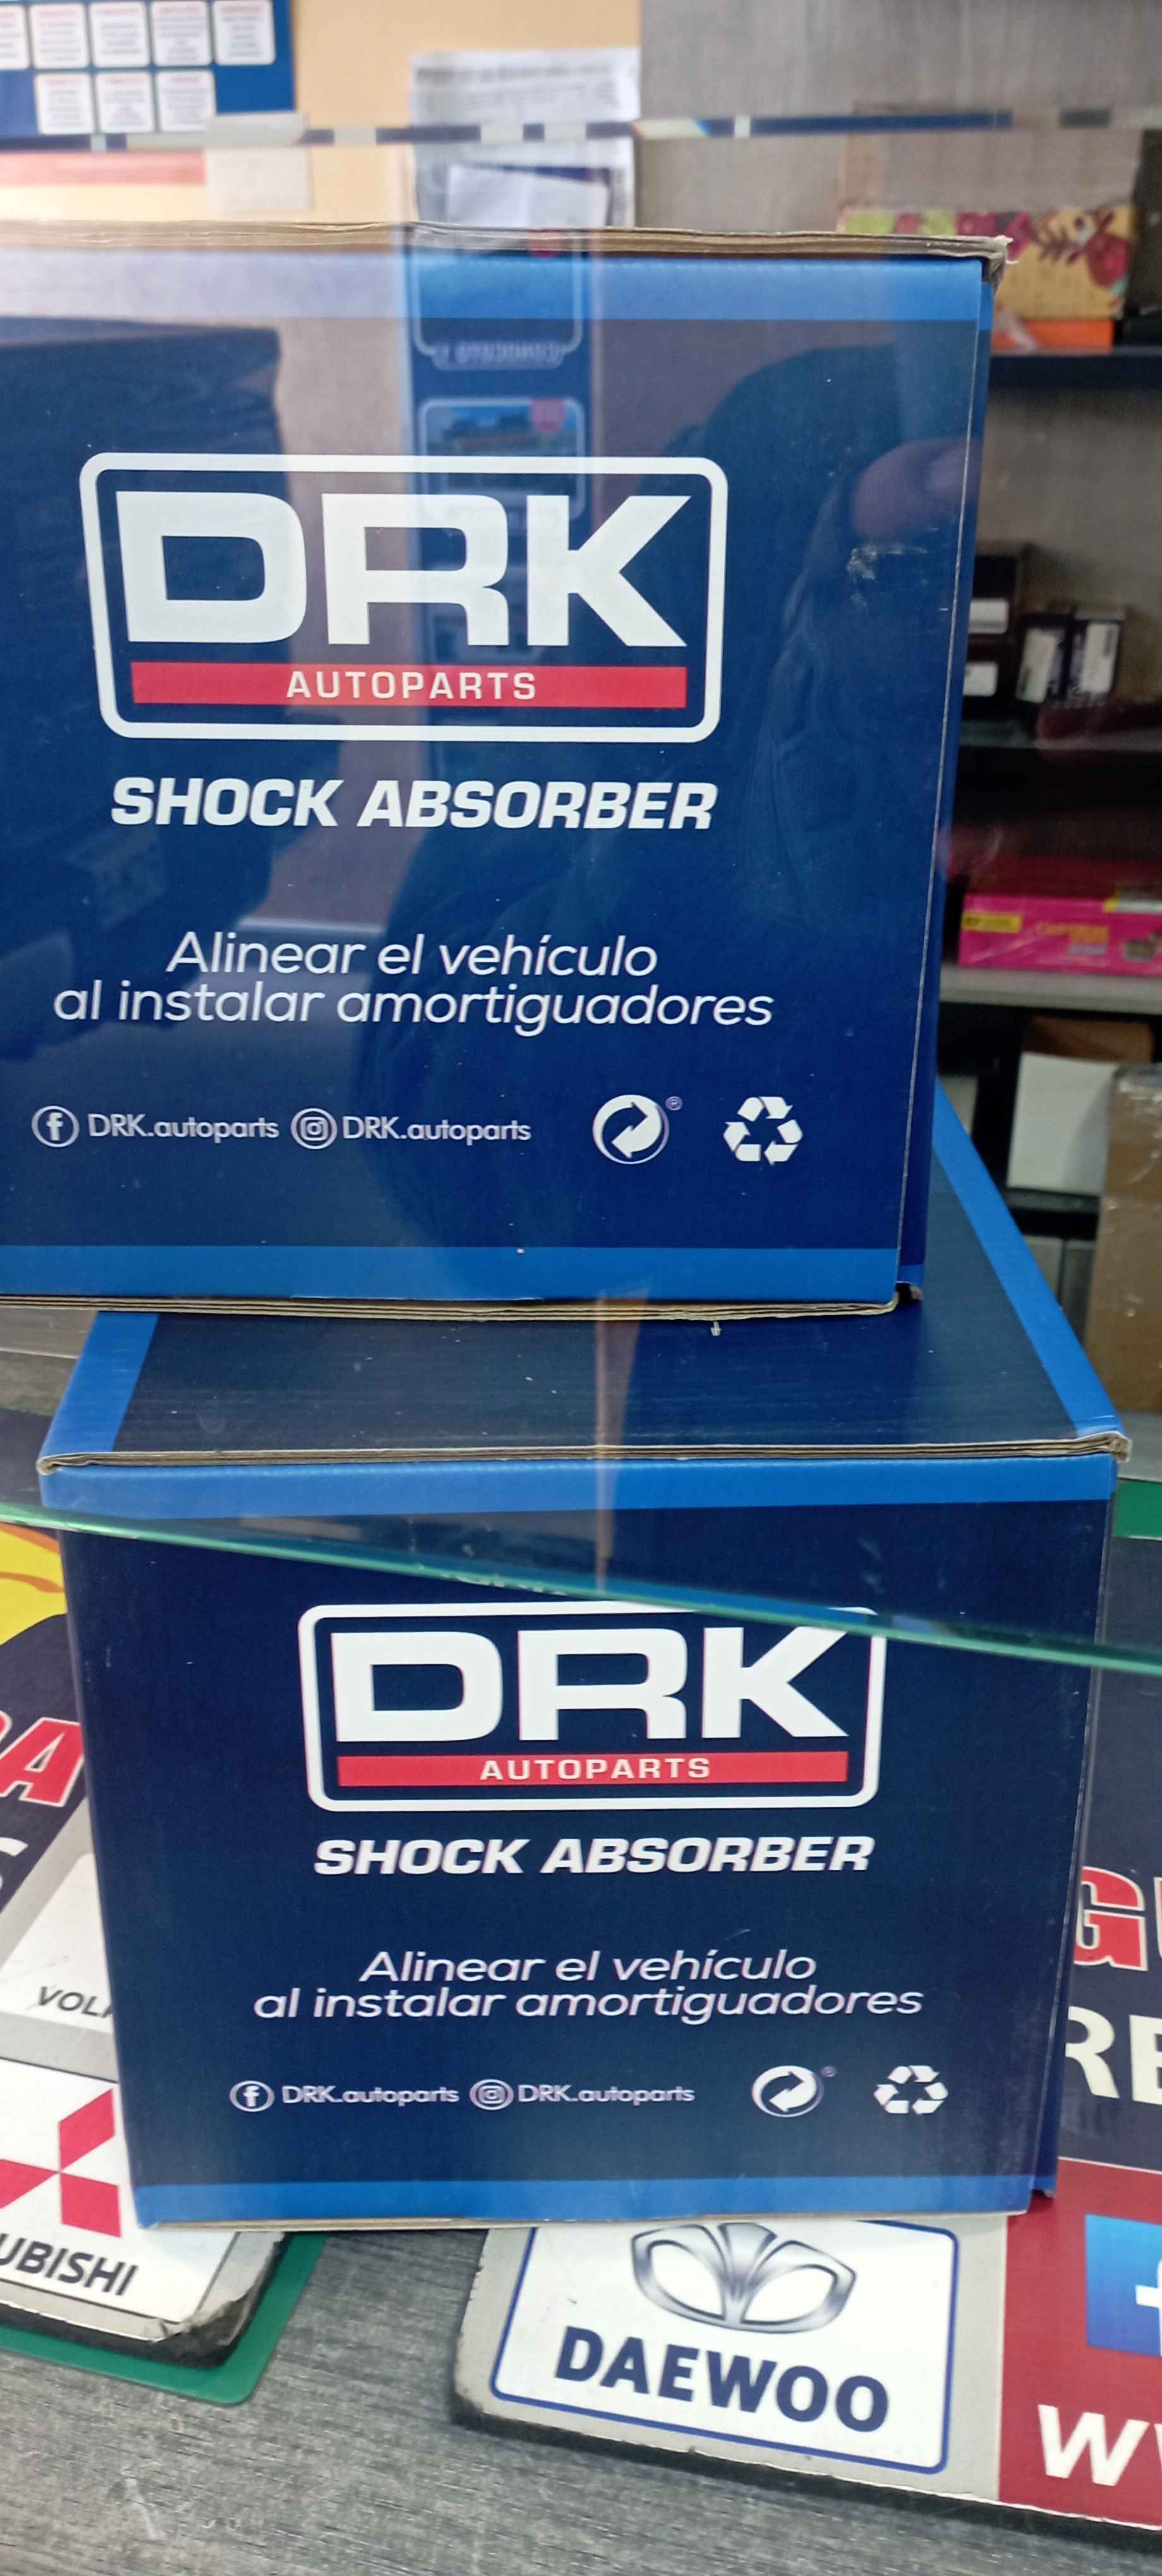 DRK
AUTOPARTS
SHOCK ABSORBER
Alinear el vehículo
al instalar amortiguadores
DRK.autoparts DRK.autoparts
DRK
AUTOPARTS
SHOCK ABSORBER
Alinear el vehículo
al instalar amortiguadores
DRK.autoparts DRK.autoparts
DAEWOO